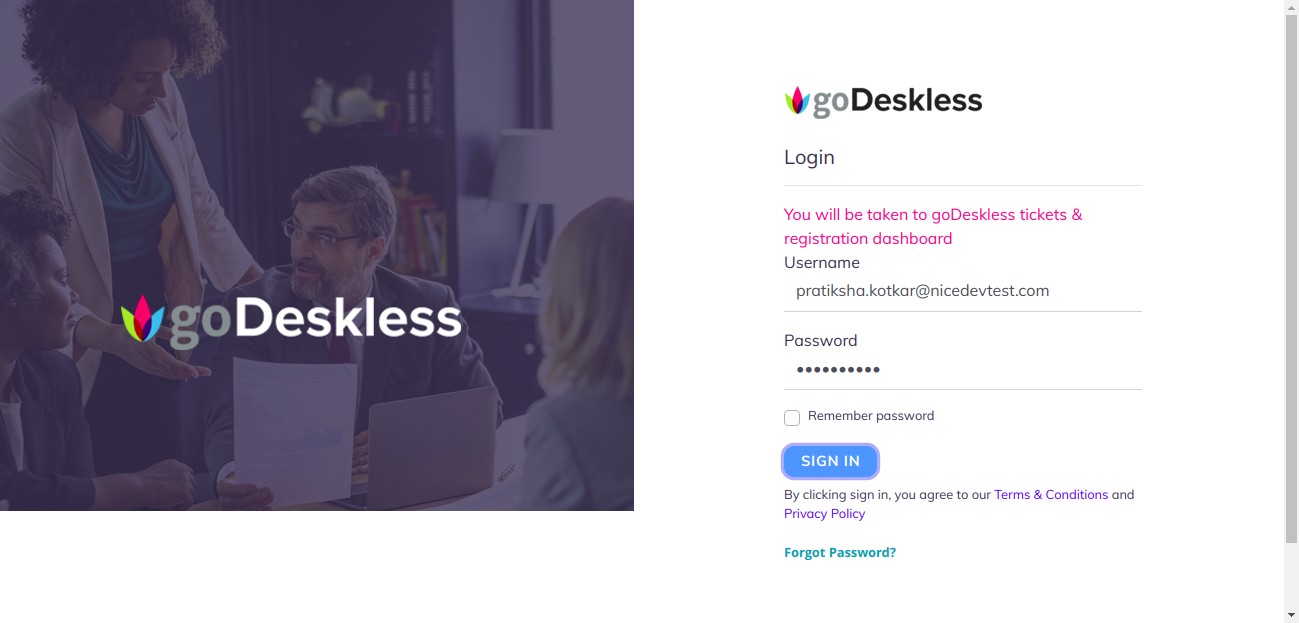 goDeskless
goDeskless
Login
You will be taken to goDeskless tickets &
registration dashboard
Username
pratiksha.kotkar@nicedevtest.com
Password
••••••••••
Remember password
SIGN IN
By clicking sign in, you agree to our Terms & Conditions and
Privacy Policy
Forgot Password?